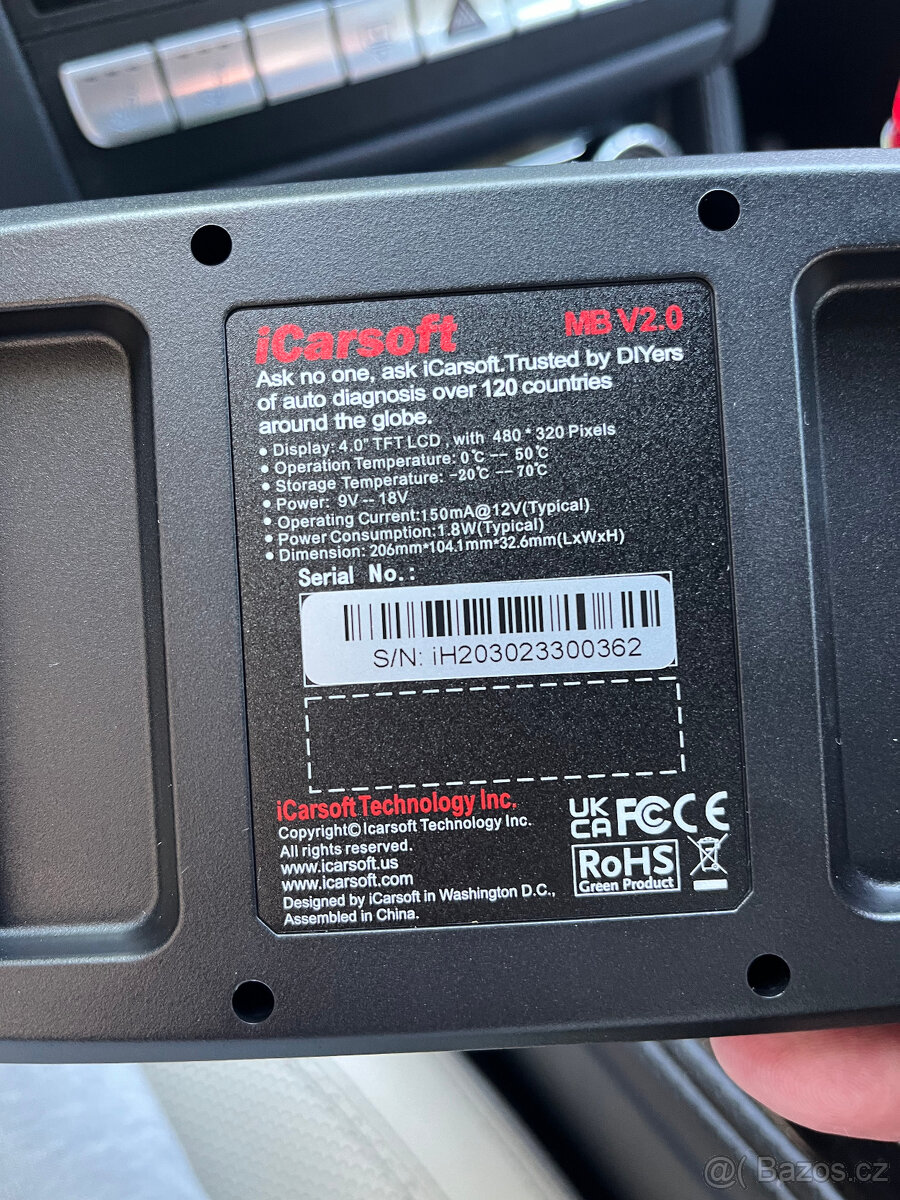 iCarsoft MB V2.0
Ask no one, ask iCarsoft.Trusted by DIYers
of auto diagnosis over 120 countries
around the globe.
• Display: 4.0" TFT LCD , with 480 * 320 Pixels
• Operation Temperature: 0℃ -- 50℃
• Storage Temperature: -20℃ -- 70℃
• Power: 9V -- 18V
• Operating Current:150mA@12V(Typical)
• Power Consumption:1.8W(Typical)
• Dimension: 206mm*104.1mm*32.6mm(LxWxH)
Serial No.:
S/N: iH203023300362
iCarsoft Technology Inc.
Copyright© Icarsoft Technology Inc.
All rights reserved.
www.icarsoft.us
www.icarsoft.com
Designed by iCarsoft in Washington D.C.,
Assembled in China.
UK
CA FC CE
RoHS
Green Product
@( Bazos.cz